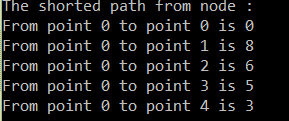 The shorted path from node :
From point 0 to point 0 is 0
From point 0 to point 1 is 8
From point 0 to point 2 is 6
From point 0 to point 3 is 5
From point 0 to point 4 is 3